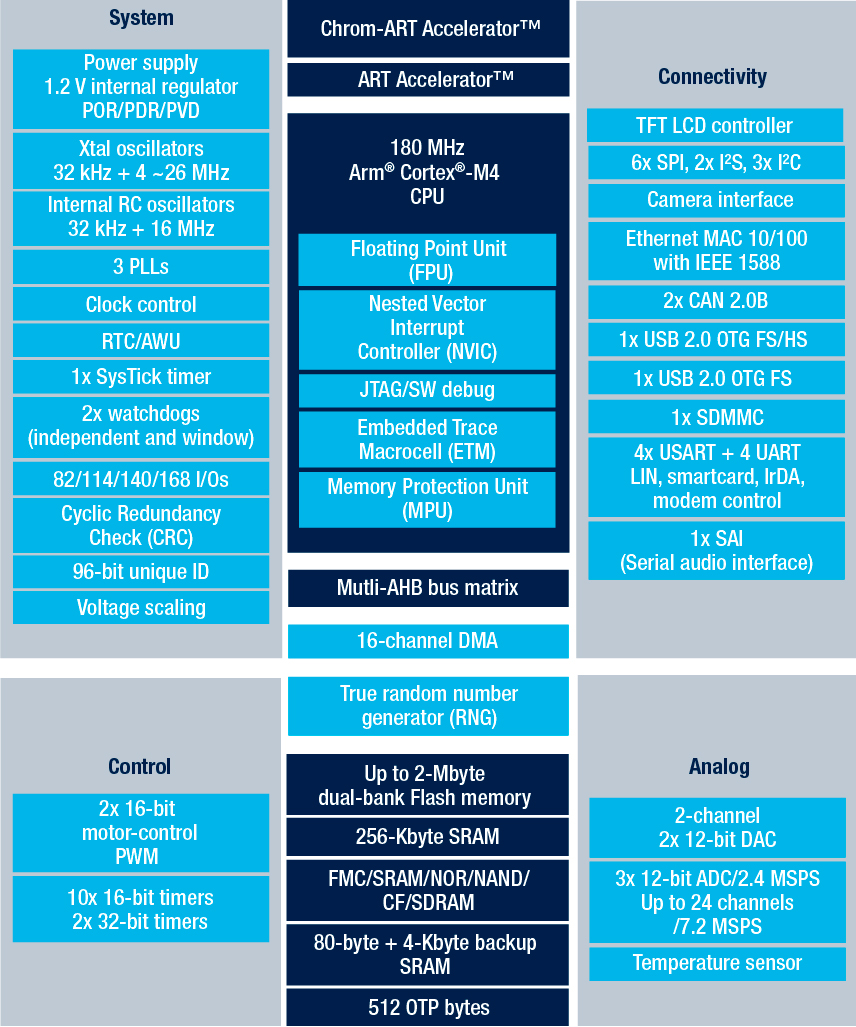 System
Power supply
1.2 V internal regulator
POR/PDR/PVD
Xtal oscillators
32 kHz + 4 ~26 MHz
Internal RC oscillators
32 kHz + 16 MHz
3 PLLs
Clock control
RTC/AWU
1x SysTick timer
2x watchdogs
(independent and window)
82/114/140/168 I/Os
Cyclic Redundancy
Check (CRC)
96-bit unique ID
Voltage scaling
Control
2x 16-bit
motor-control
PWM
10x 16-bit timers
2x 32-bit timers
Chrom-ART Accelerator™
ART Accelerator™
180 MHz
Arm® Cortex®-M4
CPU
Floating Point Unit
(FPU)
Nested Vector
Interrupt
Controller (NVIC)
JTAG/SW debug
Embedded Trace
Macrocell (ETM)
Memory Protection Unit
(MPU)
Mutli-AHB bus matrix
16-channel DMA
True random number
generator (RNG)
Up to 2-Mbyte
dual-bank Flash memory
256-Kbyte SRAM
FMC/SRAM/NOR/NAND/
CF/SDRAM
80-byte + 4-Kbyte backup
SRAM
512 OTP bytes
Connectivity
TFT LCD controller
6x SPI, 2x I²S, 3x I²C
Camera interface
Ethernet MAC 10/100
with IEEE 1588
2x CAN 2.0B
1x USB 2.0 OTG FS/HS
1x USB 2.0 OTG FS
1x SDMMC
4x USART + 4 UART
LIN, smartcard, IrDA,
modem control
1x SAI
(Serial audio interface)
Analog
2-channel
2x 12-bit DAC
3x 12-bit ADC/2.4 MSPS
Up to 24 channels
/7.2 MSPS
Temperature sensor